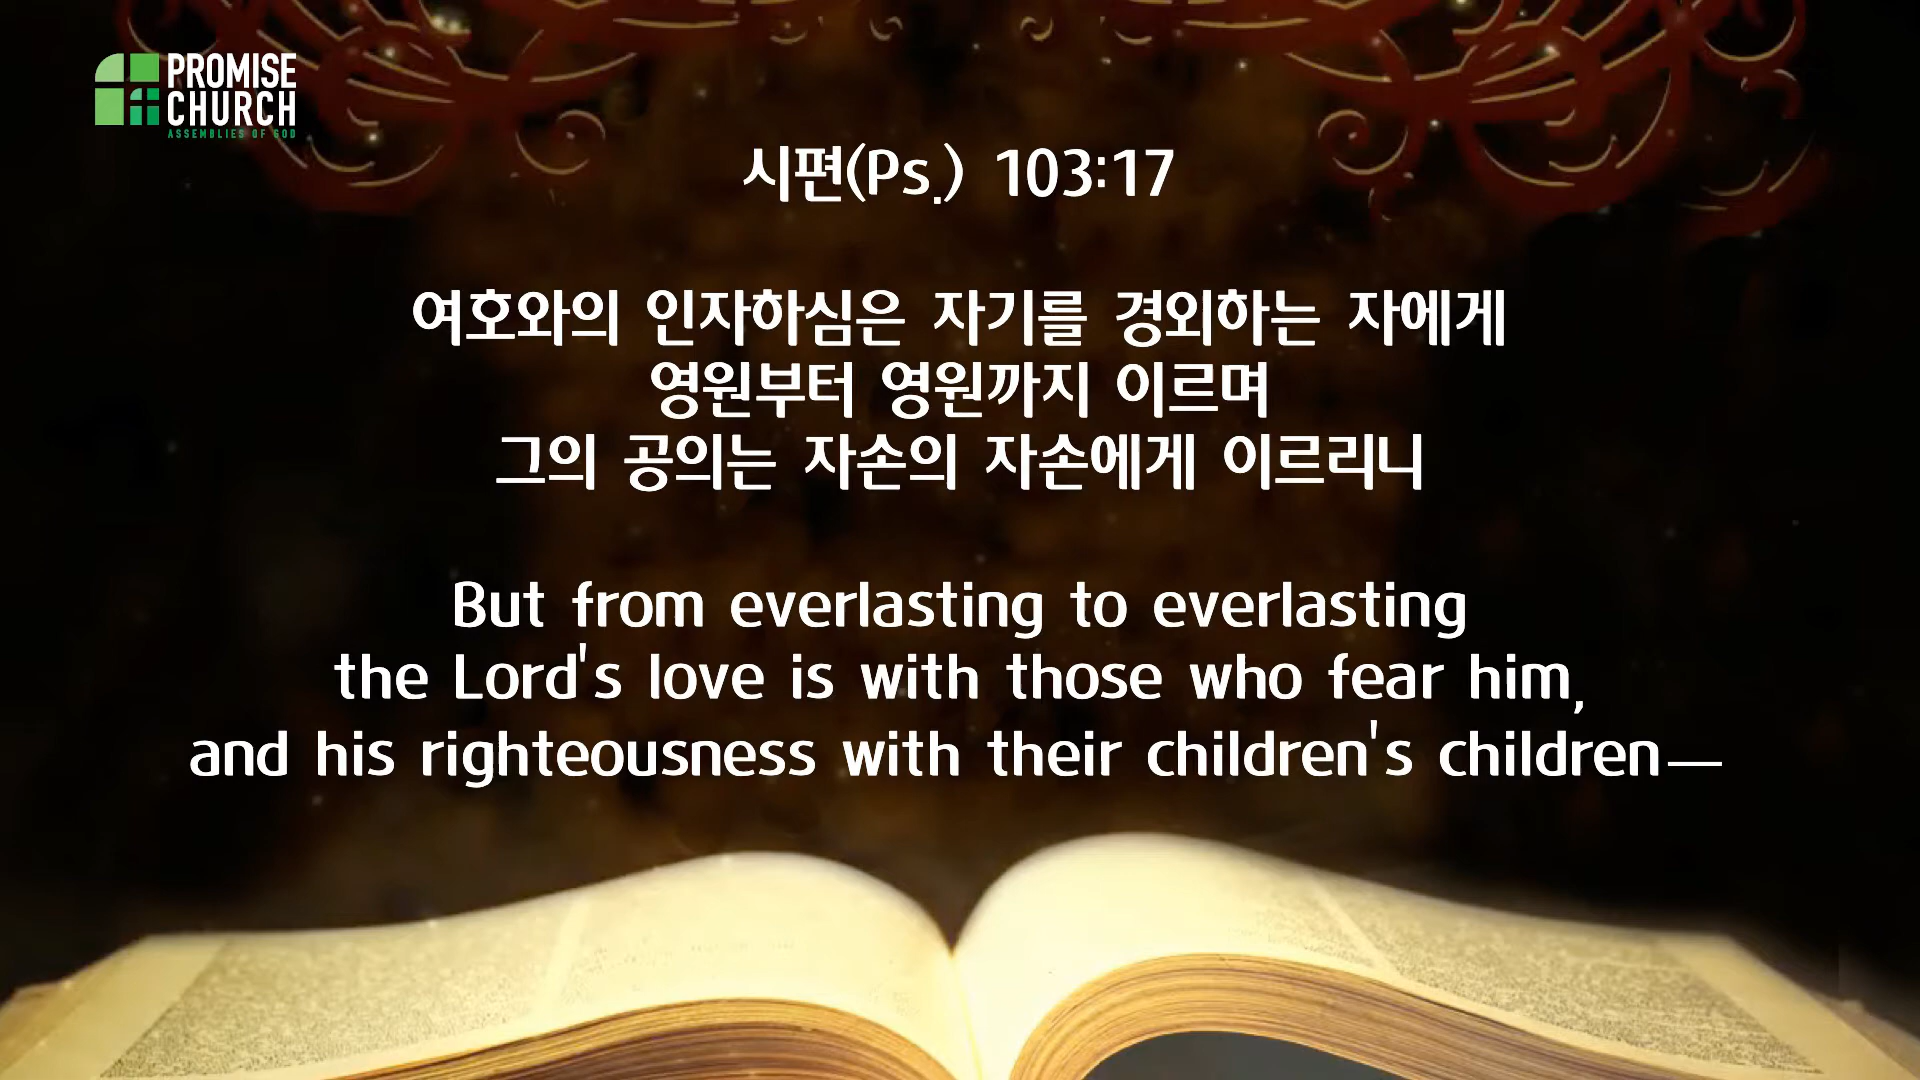 PROMISE
CHURCH
ASSEMBLIES OF GOD
시편(Ps.) 103:17
여호와의 인자하심은 자기를 경외하는 자에게
영원부터 영원까지 이르며
그의 공의는 자손의 자손에게 이르리니
But from everlasting to everlasting
the Lord's love is with those who fear him,
and his righteousness with their children's children—